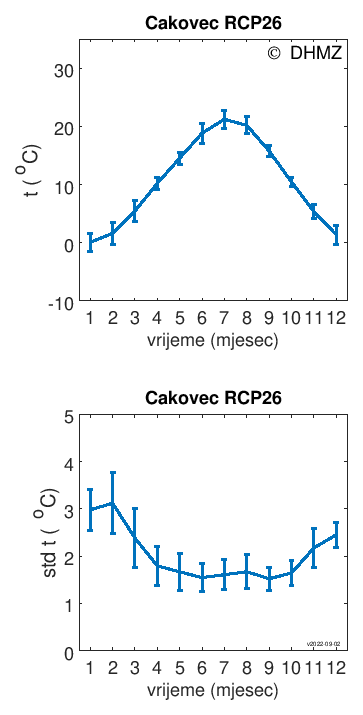 Cakovec RCP26
© DHMZ
30
20
10
0
-10
t ( oC)
1 2 3 4 5 6 7 8 9 10 11 12
vrijeme (mjesec)
Cakovec RCP26
5
4
3
2
1
0
std t ( oC)
v2022-09-02
1 2 3 4 5 6 7 8 9 10 11 12
vrijeme (mjesec)